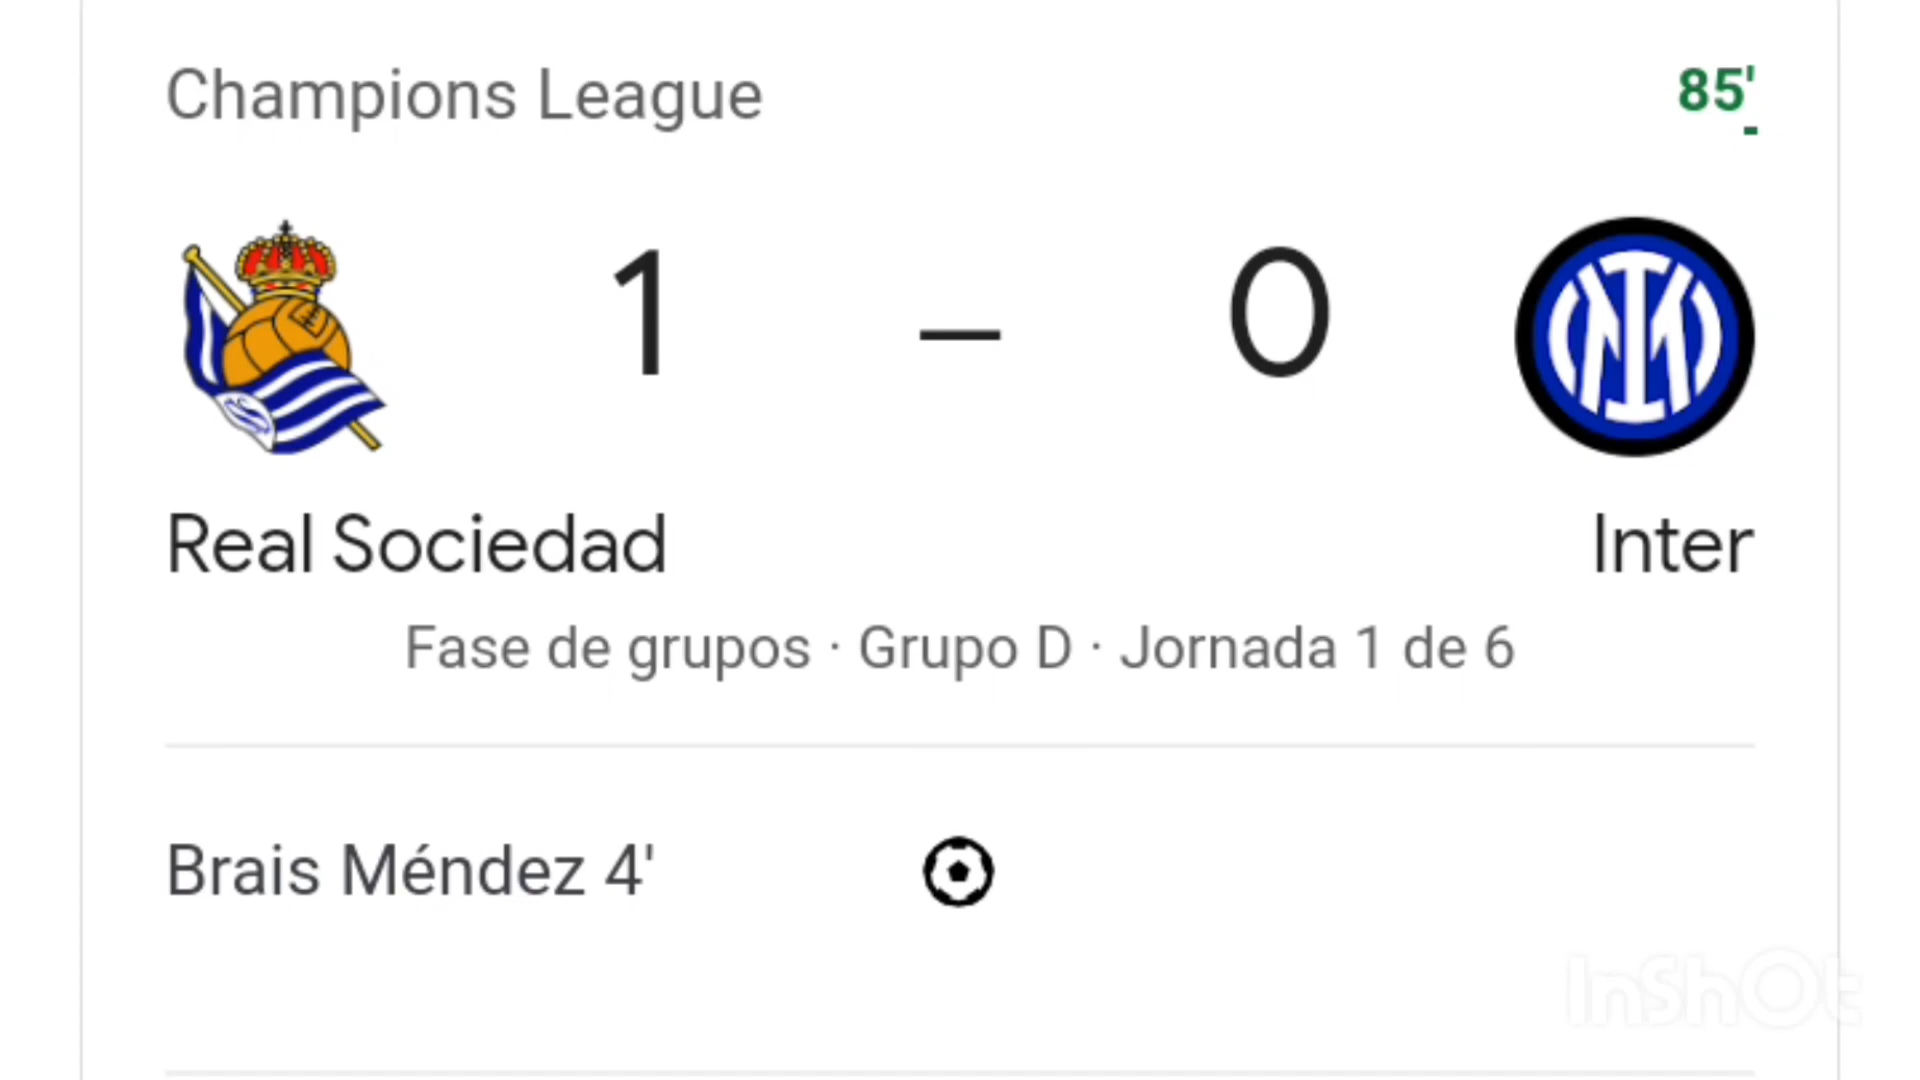 Champions League 85'
1 – 0
Real Sociedad Inter
Fase de grupos · Grupo D · Jornada 1 de 6
Brais Méndez 4'
InShOt